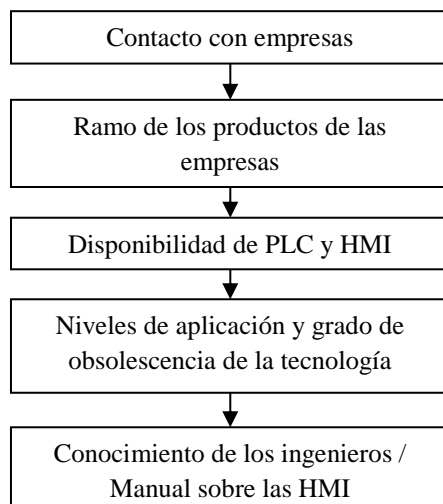 Contacto con empresas
Ramo de los productos de las
empresas
Disponibilidad de PLC y HMI
Niveles de aplicación y grado de
obsolescencia de la tecnología
Conocimiento de los ingenieros /
Manual sobre las HMI